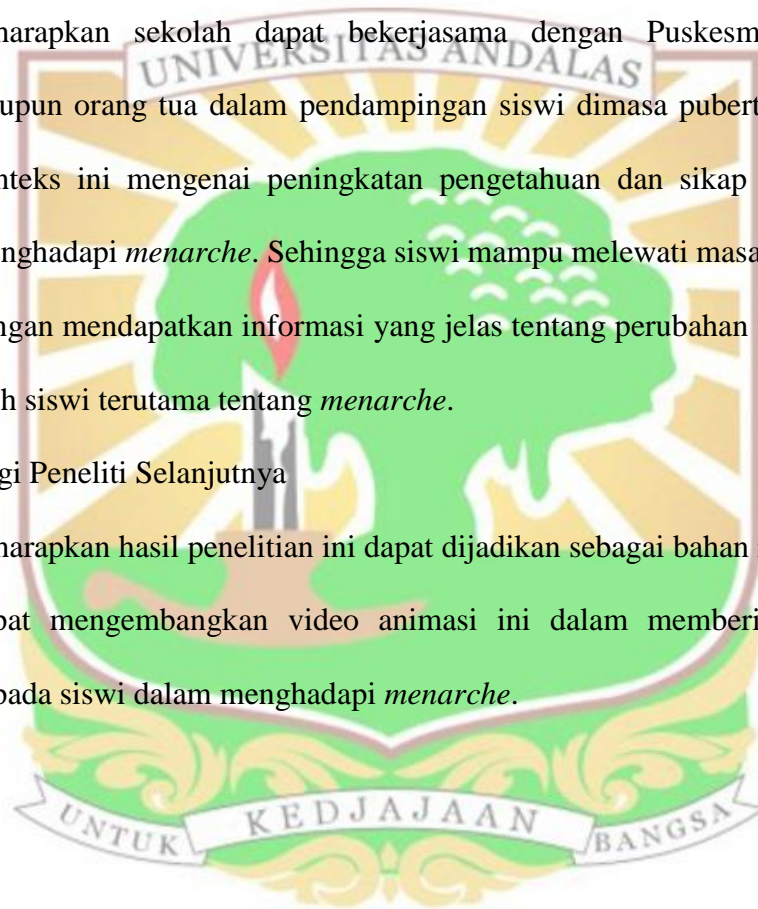 harapkan sekolah dapat bekerjasama dengan Puskesm
UNIVERSITAS ANDALAS
upun orang tua dalam pendampingan siswi dimasa pubert
nteks ini mengenai peningkatan pengetahuan dan sikap
nghadapi menarche. Sehingga siswi mampu melewati masa
ngan mendapatkan informasi yang jelas tentang perubahan
h siswi terutama tentang menarche.
gi Peneliti Selanjutnya
harapkan hasil penelitian ini dapat dijadikan sebagai bahan
pat mengembangkan video animasi ini dalam memberi
pada siswi dalam menghadapi menarche.
UNTUK KEDJAJAAN BANGSA